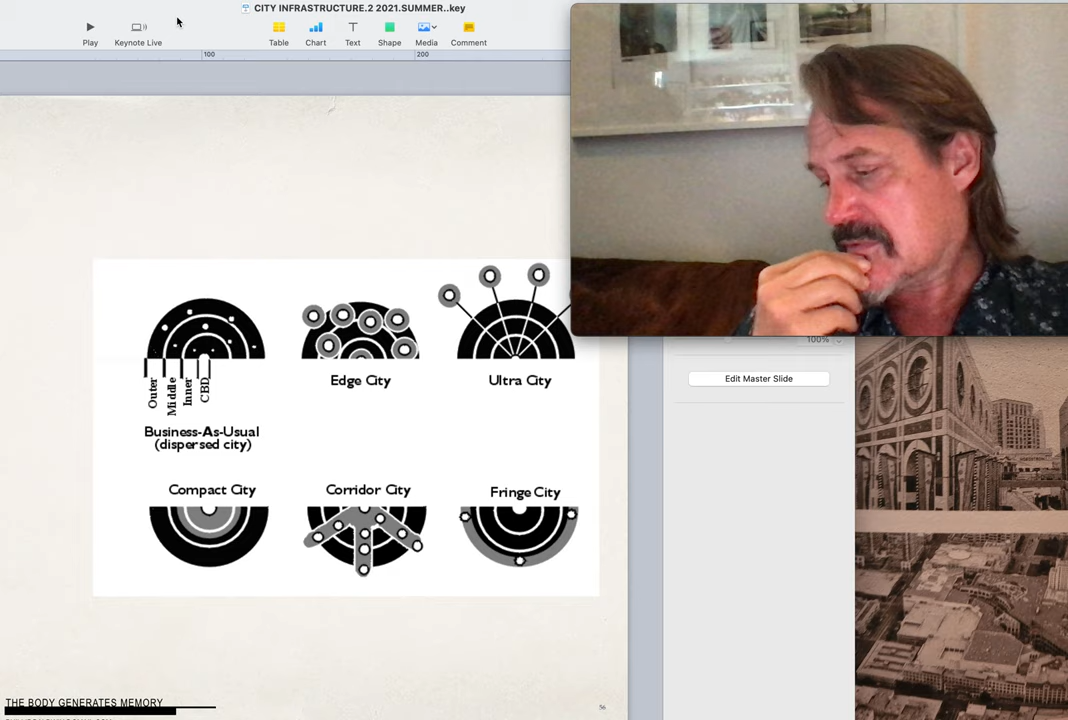 CITY INFRASTRUCTURE.2 2021.SUMMER..key
Play
Keynote Live
Table
Chart
Text
Shape
Media
Comment
100
200
Outer
Middle
Inner
CBD
Business-As-Usual
(dispersed city)
Edge City
Ultra City
Compact City
Corridor City
Fringe City
100%
Edit Master Slide
THE BODY GENERATES MEMORY
56